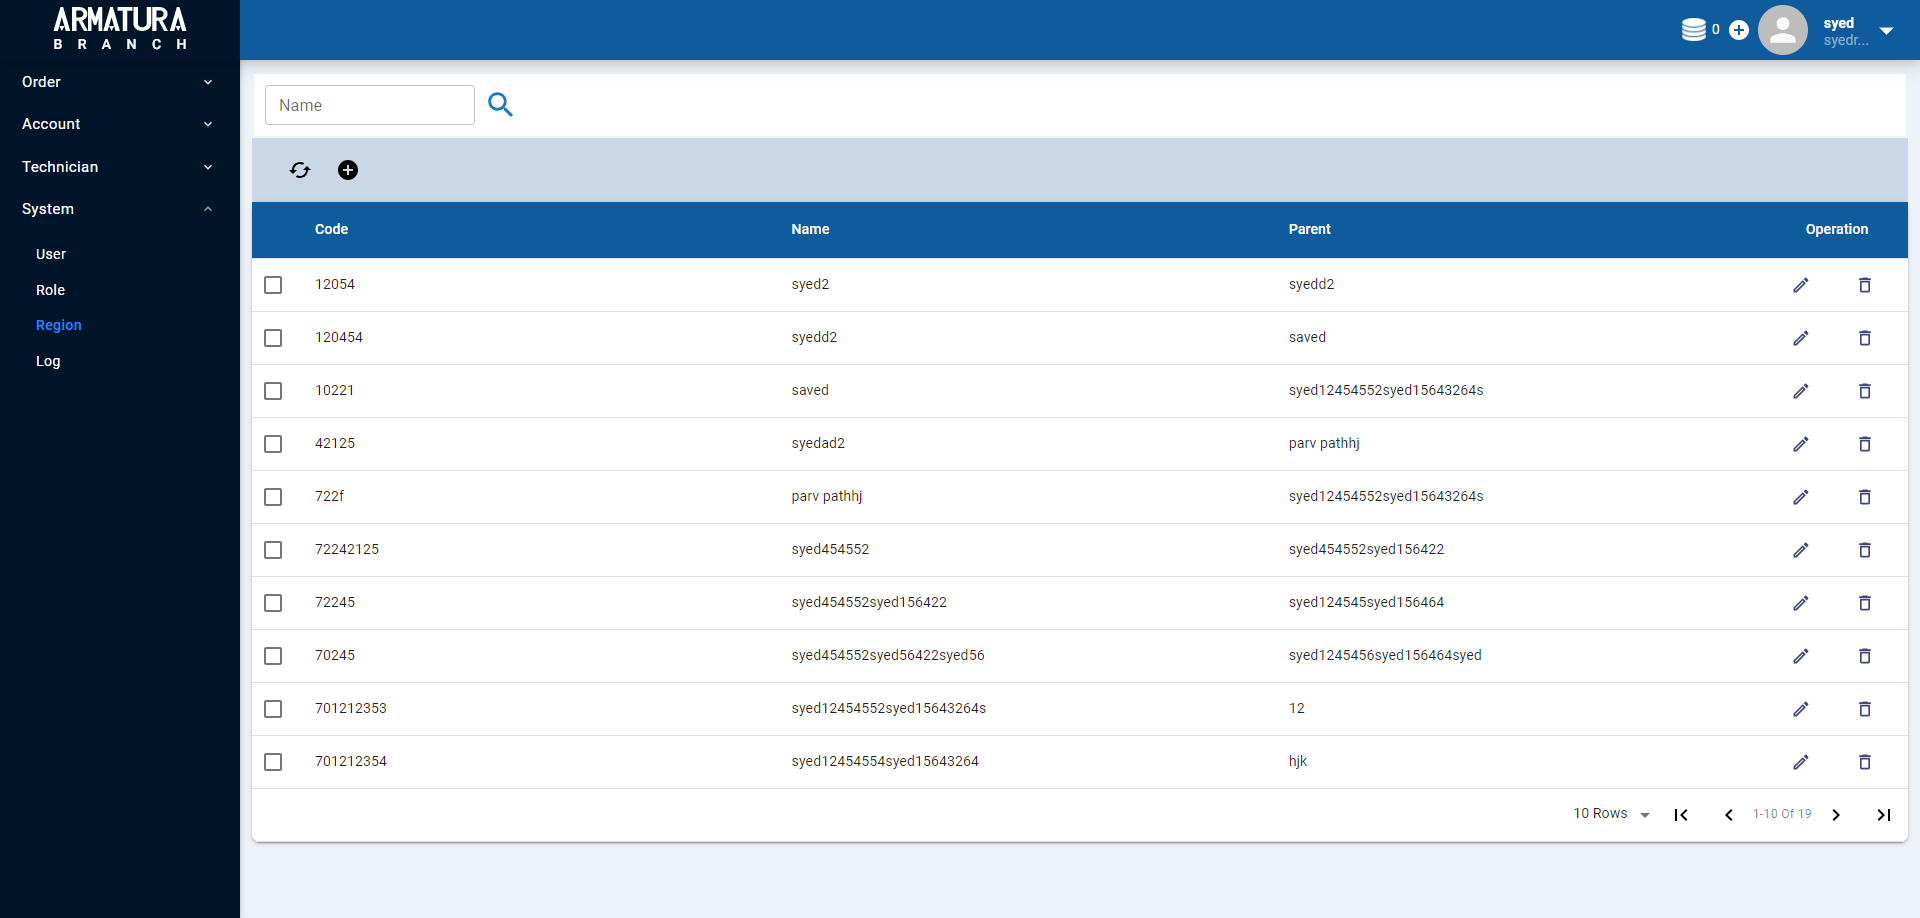 ARMATURA
BRANCH
0
syed
syedr...
Order
Account
Technician
System
User
Role
Region
Log
Name
Code Name Parent Operation
12054 syed2 syedd2
120454 syedd2 saved
10221 saved syed12454552syed15643264s
42125 syedad2 parv pathhj
722f parv pathhj syed12454552syed15643264s
72242125 syed454552 syed454552syed156422
72245 syed454552syed156422 syed124545syed156464
70245 syed454552syed56422syed56 syed1245456syed156464syed
701212353 syed12454552syed15643264s 12
701212354 syed12454554syed15643264 hjk
10 Rows 1-10 Of 19